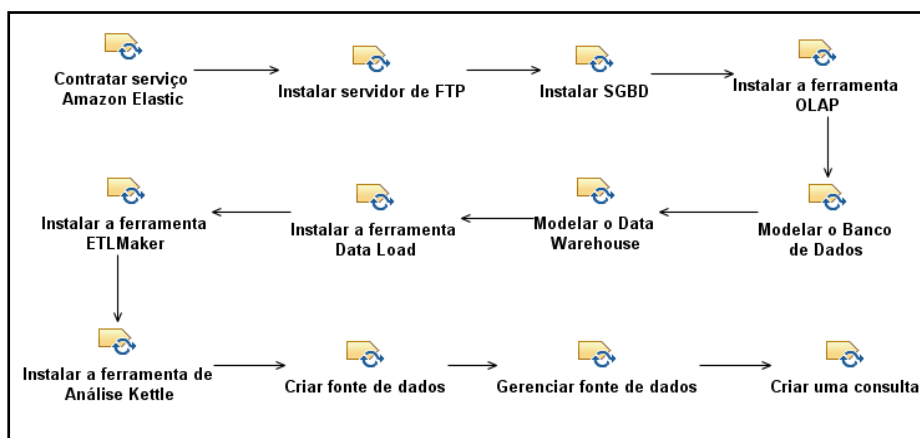 Contratar serviço
Amazon Elastic
Instalar servidor de FTP
Instalar SGBD
Instalar a ferramenta
OLAP
Instalar a ferramenta
ETLMaker
Instalar a ferramenta
Data Load
Modelar o Data
Warehouse
Modelar o Banco
de Dados
Instalar a ferramenta de
Análise Kettle
Criar fonte de dados
Gerenciar fonte de dados
Criar uma consulta